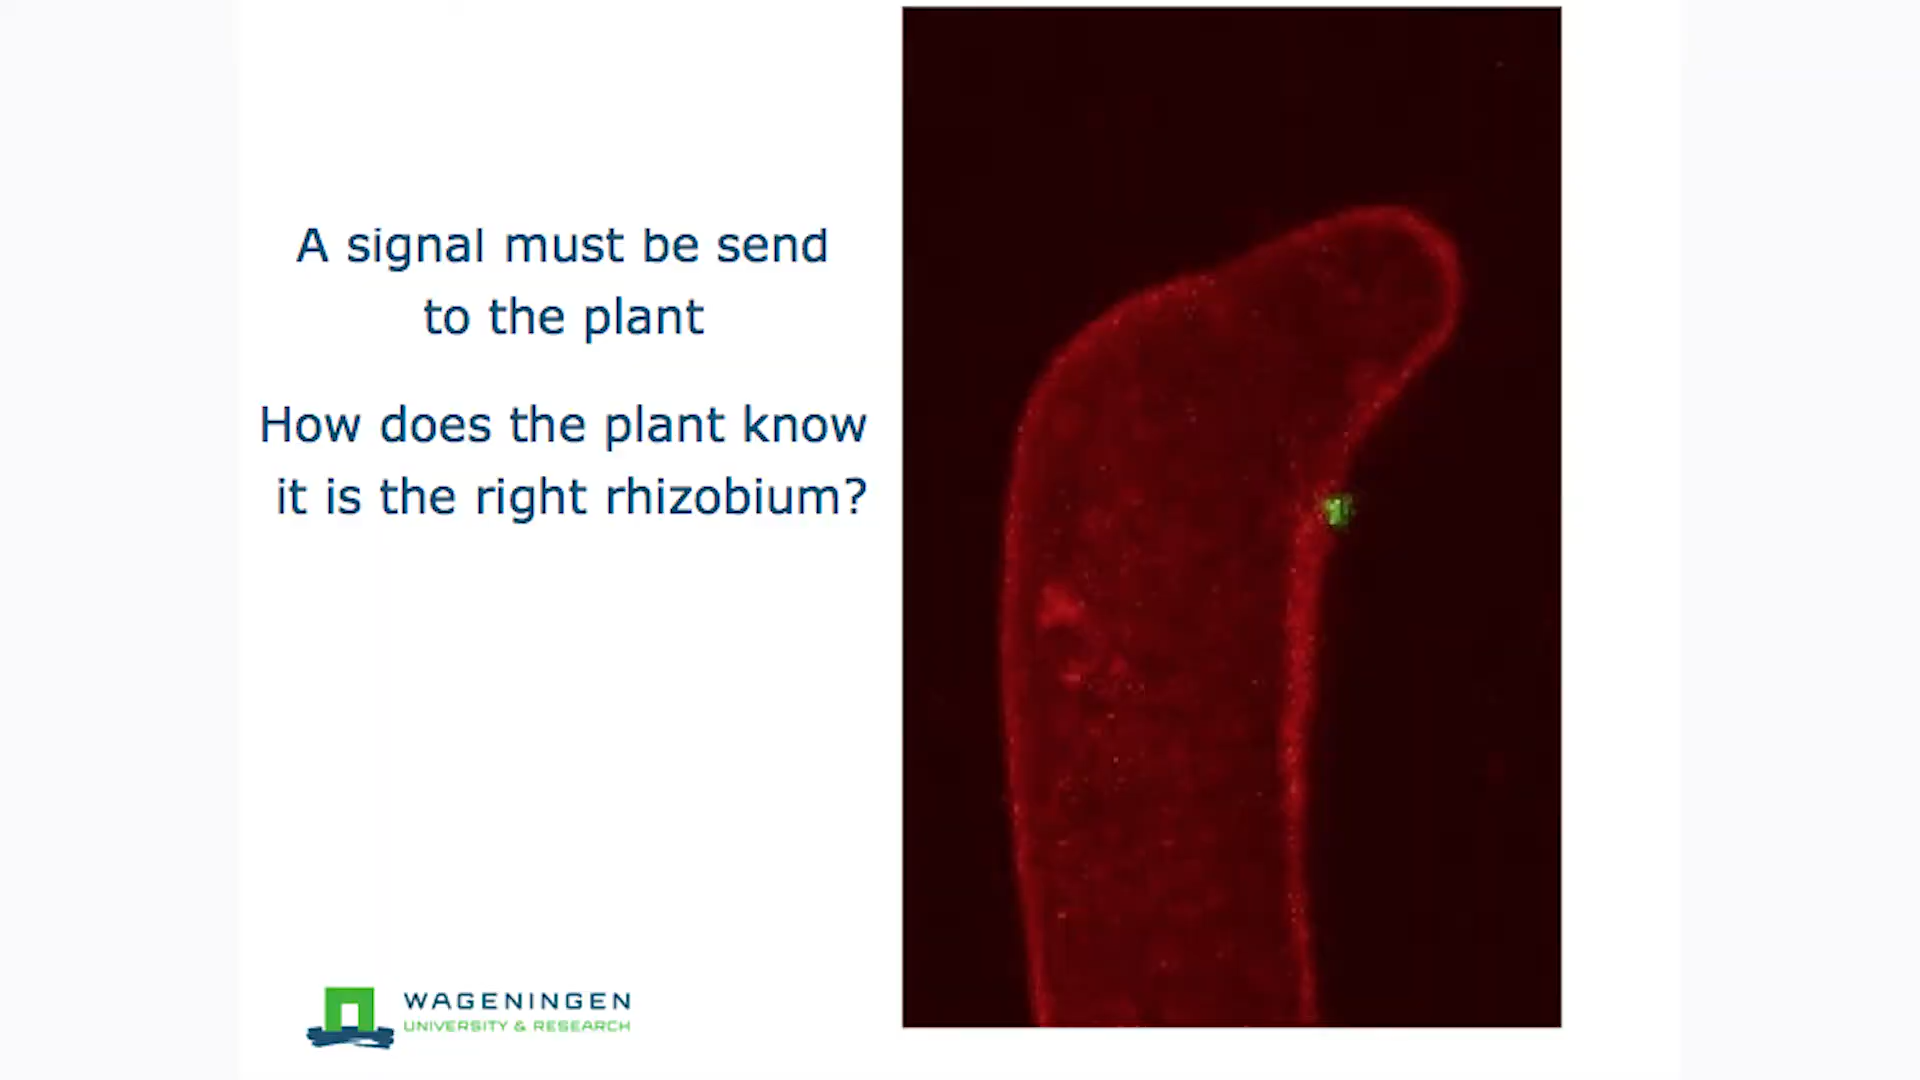 A signal must be send
to the plant
How does the plant know
it is the right rhizobium?
WAGENINGEN
UNIVERSITY & RESEARCH